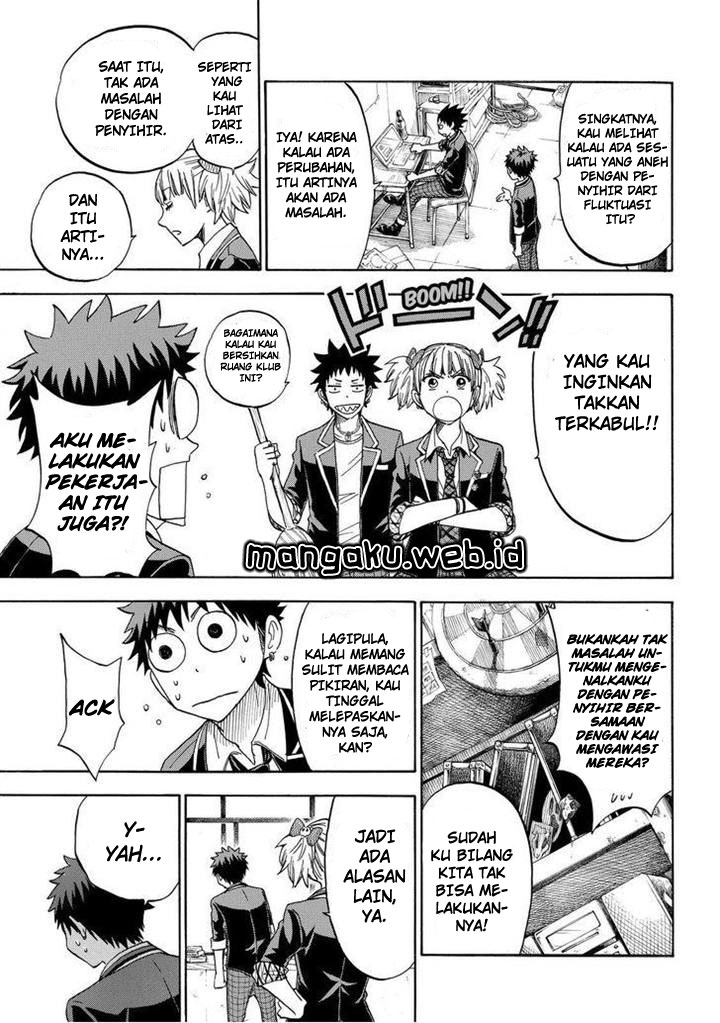 SINGKATNYA,
KAU MELIHAT
KALAU ADA SES-
UATU YANG ANEH
DENGAN PE-
NYIHIR DARI
FLUKTUASI
ITU?
IYA! KARENA
KALAU ADA
PERUBAHAN,
ITU ARTINYA
AKAN ADA
MASALAH.
SEPERTI
YANG
KAU
LIHAT
DARI
ATAS..
SAAT ITU,
TAK ADA
MASALAH
DENGAN
PENYIHIR.
DAN
ITU
ARTI-
NYA...
YANG KAU
INGINKAN
TAKKAN
TERKABUL!!
ドーン!!
BOOM!!
BAGAIMANA
KALAU KAU
BERSIHKAN
RUANG KLUB
INI?
AKU ME-
LAKUKAN
PEKERJA-
AN ITU
JUGA?!
mangaku.web.id
BUKANKAH TAK
MASALAH UN-
TUKMU MENGE-
NALKANKU
DENGAN PE-
NYIHIR BER-
SAMAAN
DENGAN KAU
MENGAWASI
MEREKA?
SUDAH
KU BILANG
KITA TAK
BISA ME-
LAKUKAN-
NYA!
LAGIPULA,
KALAU MEMANG
SULIT MEMBACA
PIKIRAN, KAU
TINGGAL
MELEPASKAN-
NYA SAJA,
KAN?
ACK
JADI
ADA
ALASAN
LAIN,
YA.
Y-
YAH...